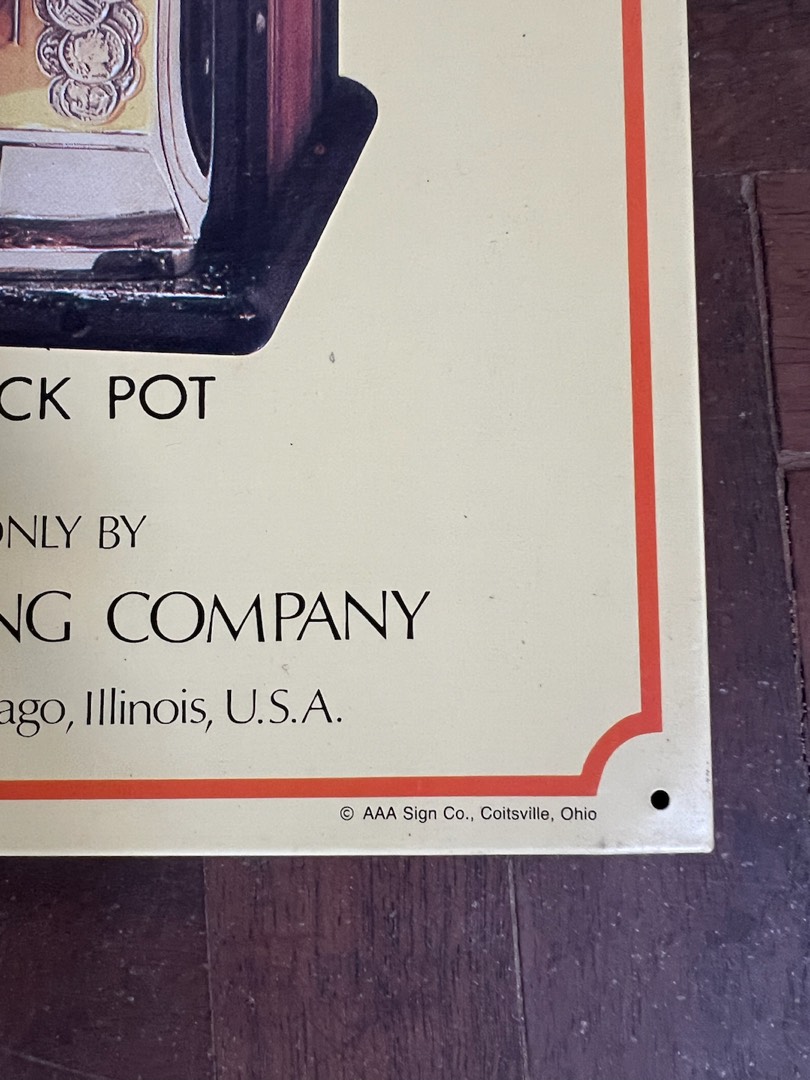 CK POT
ONLY BY
NG COMPANY
ago, Illinois, U.S.A.
© AAA Sign Co., Coitsville, Ohio